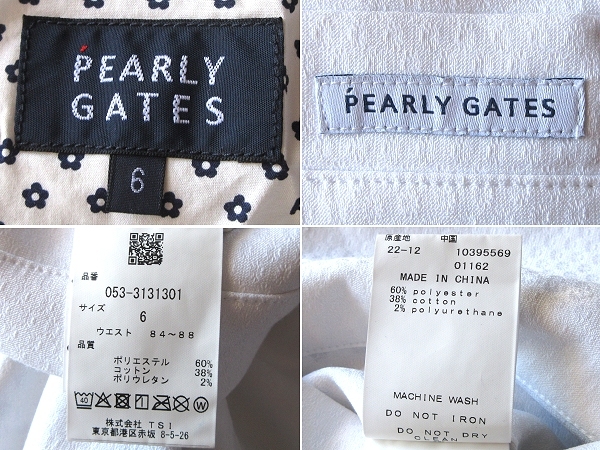 PEARLY
GATES
6
PEARLY GATES
品番
053-3131301
サイズ
6
ウエスト 84〜88
品質
ポリエステル 60%
コットン 38%
ポリウレタン 2%
40
株式会社 TSI
東京都港区赤坂 8-5-26
原産地 中国
22-12 10395569
01162
MADE IN CHINA
60% polyester
38% cotton
2% polyurethane
MACHINE WASH
DO NOT IRON
DO NOT DRY
CLEAN